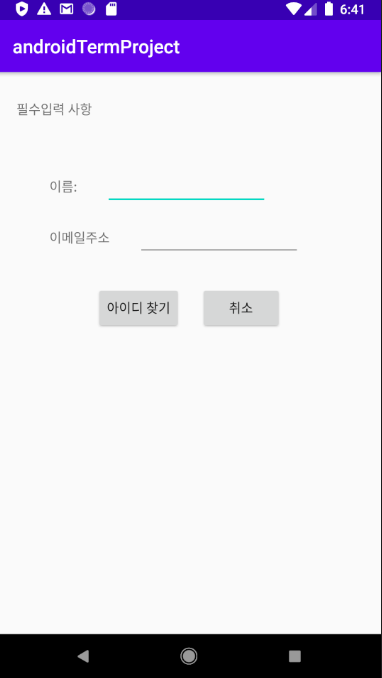 6:41
androidTermProject
필수입력 사항
이름:
이메일주소
아이디 찾기 취소